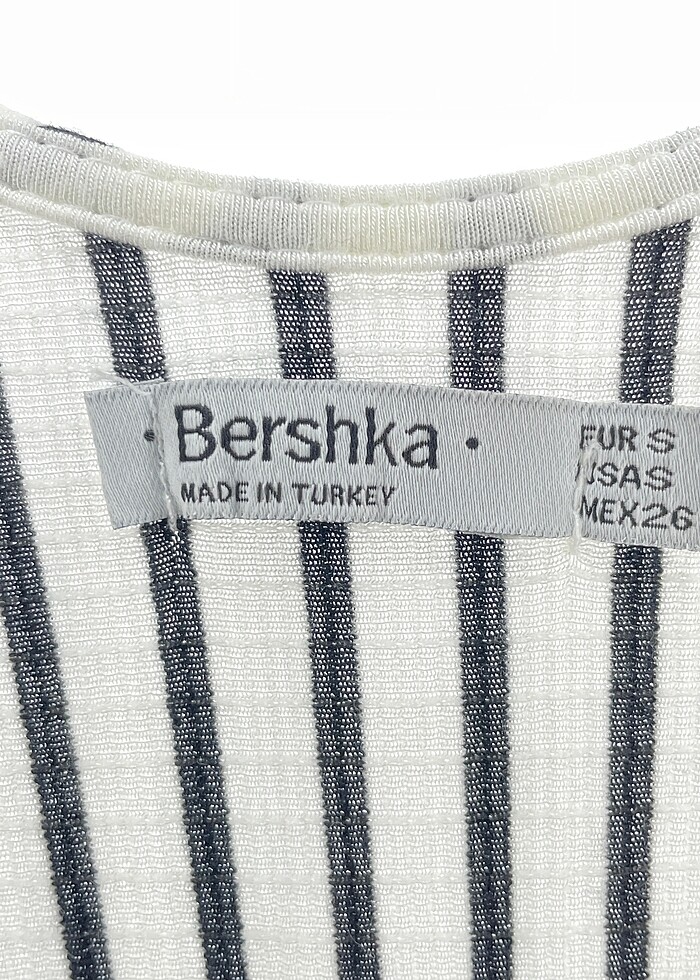 · Bershka ·
MADE IN TURKEY
EUR S
USA S
MEX 26